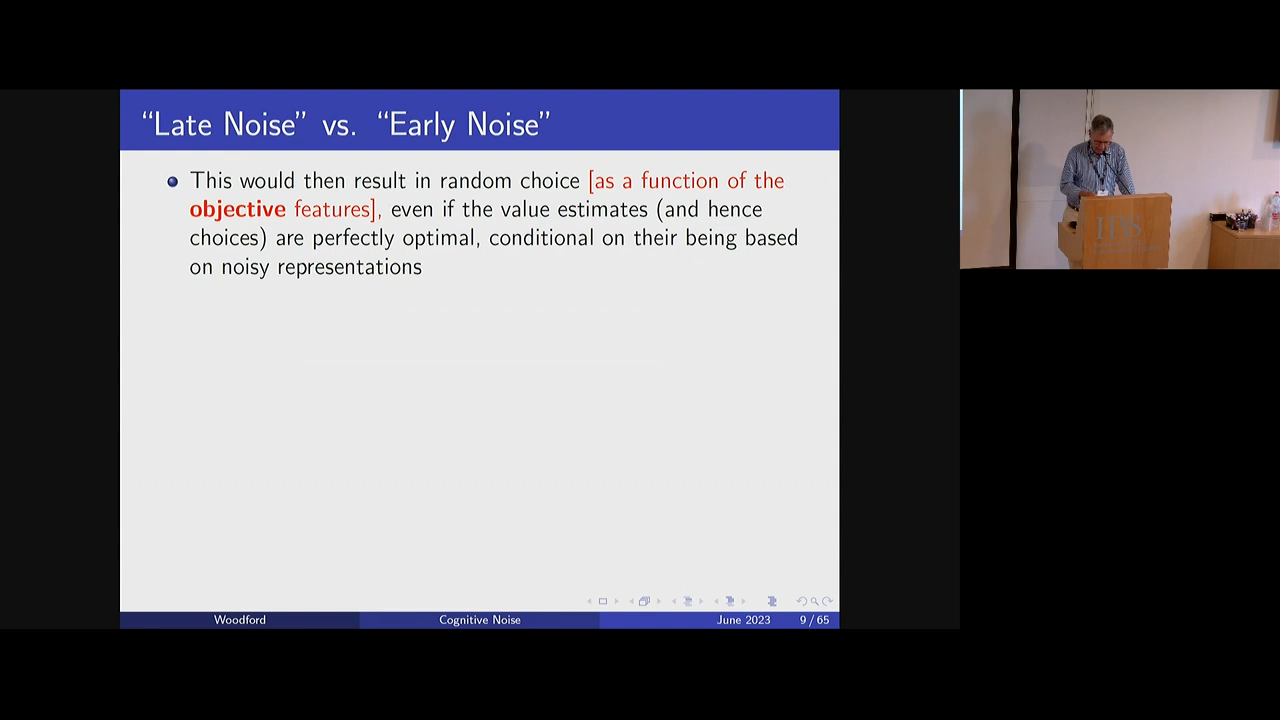 “Late Noise” vs. “Early Noise”
This would then result in random choice [as a function of the
objective features], even if the value estimates (and hence
choices) are perfectly optimal, conditional on their being based
on noisy representations
Woodford
Cognitive Noise
June 2023
9 / 65